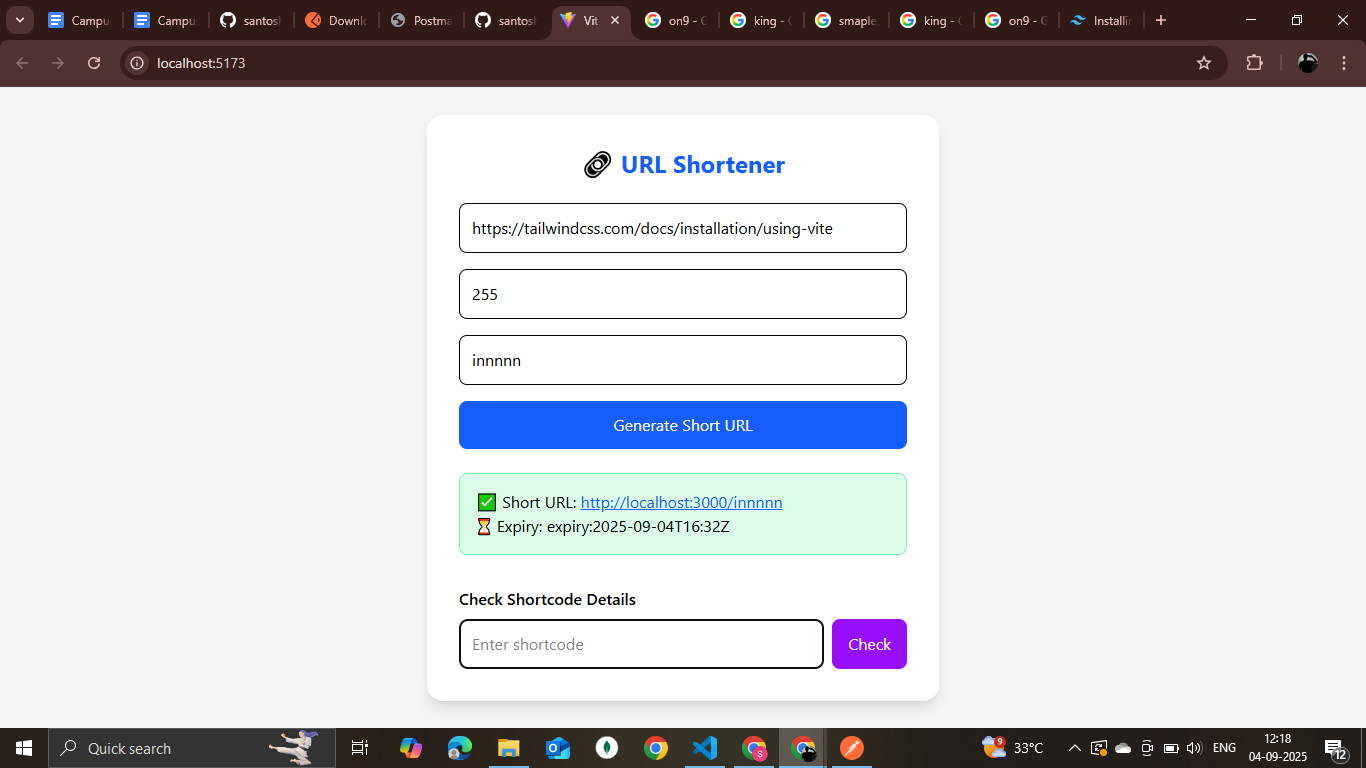 Campu
Campu
santosh
Downlo
Postma
santosh
Vit
on9 - G
king - G
smaple
king - G
on9 - G
Installin
localhost:5173
URL Shortener
https://tailwindcss.com/docs/installation/using-vite
255
innnnn
Generate Short URL
Short URL: http://localhost:3000/innnnn
Expiry: expiry:2025-09-04T16:32Z
Check Shortcode Details
Enter shortcode
Check
Quick search
9
33°C
ENG
12:18
04-09-2025
12